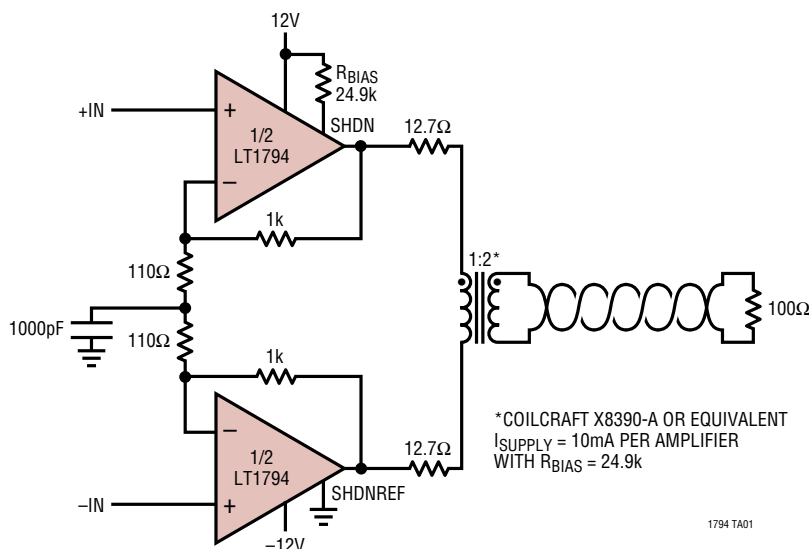 12V
RBIAS
24.9k
SHDN
+IN
+
1/2
LT1794
–
12.7Ω
1k
110Ω
1:2*
1000pF
110Ω
100Ω
1k
–
1/2
LT1794
+
12.7Ω
SHDNREF
–IN
–12V
*COILCRAFT X8390-A OR EQUIVALENT
ISUPPLY = 10mA PER AMPLIFIER
WITH RBIAS = 24.9k
1794 TA01